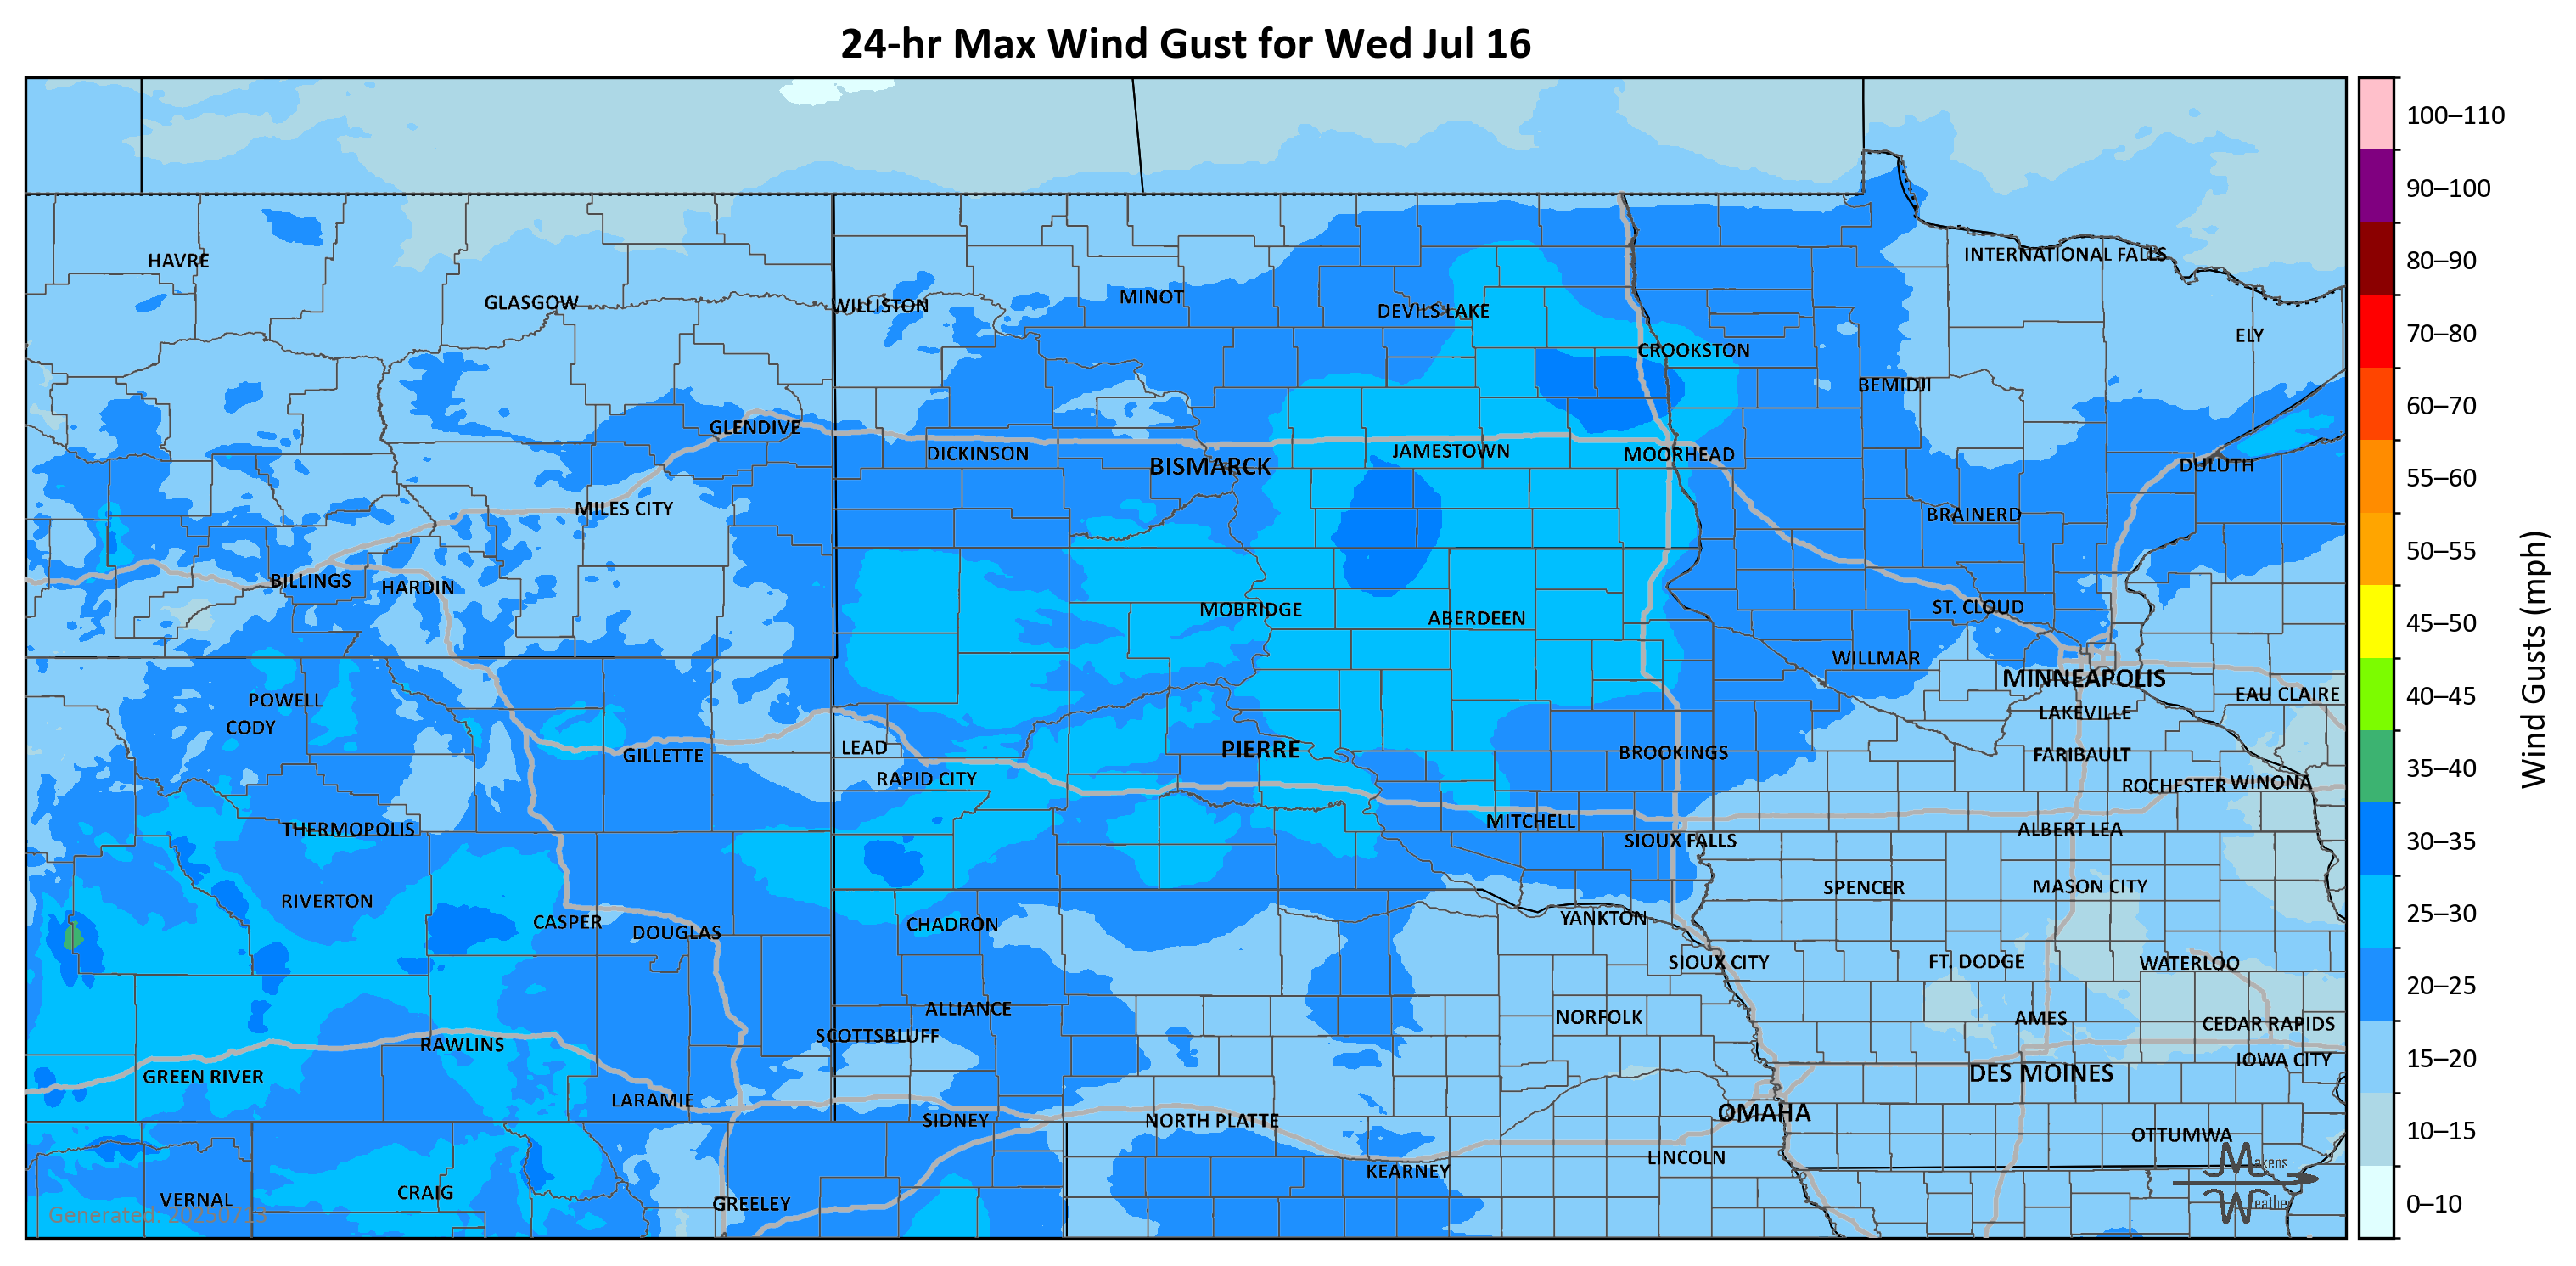 24-hr Max Wind Gust for Wed Jul 16
100–110
90–100
80–90
70–80
60–70
55–60
50–55
45–50
40–45
35–40
30–35
25–30
20–25
15–20
10–15
0–10
Wind Gusts (mph)
HAVRE
INTERNATIONAL FALLS
GLASGOW
WILLISTON
MINOT
DEVILS LAKE
ELY
CROOKSTON
BEMIDJI
GLENDIVE
DICKINSON
BISMARCK
JAMESTOWN
MOORHEAD
DULUTH
MILES CITY
BRAINERD
BILLINGS
HARDIN
MOBRIDGE
ABERDEEN
ST. CLOUD
WILLMAR
MINNEAPOLIS
EAU CLAIRE
POWELL
CODY
LAKEVILLE
GILLETTE
LEAD
PIERRE
BROOKINGS
FARIBAULT
RAPID CITY
ROCHESTER
WINONA
THERMOPOLIS
MITCHELL
SIOUX FALLS
ALBERT LEA
RIVERTON
SPENCER
MASON CITY
CASPER
DOUGLAS
CHADRON
YANKTON
SIOUX CITY
FT. DODGE
WATERLOO
ALLIANCE
NORFOLK
AMES
CEDAR RAPIDS
SCOTTSBLUFF
RAWLINS
IOWA CITY
GREEN RIVER
DES MOINES
LARAMIE
SIDNEY
NORTH PLATTE
OMAHA
OTTUMWA
KEARNEY
LINCOLN
VERNAL
CRAIG
GREELEY
Makens
Weather
Generated: 20250713